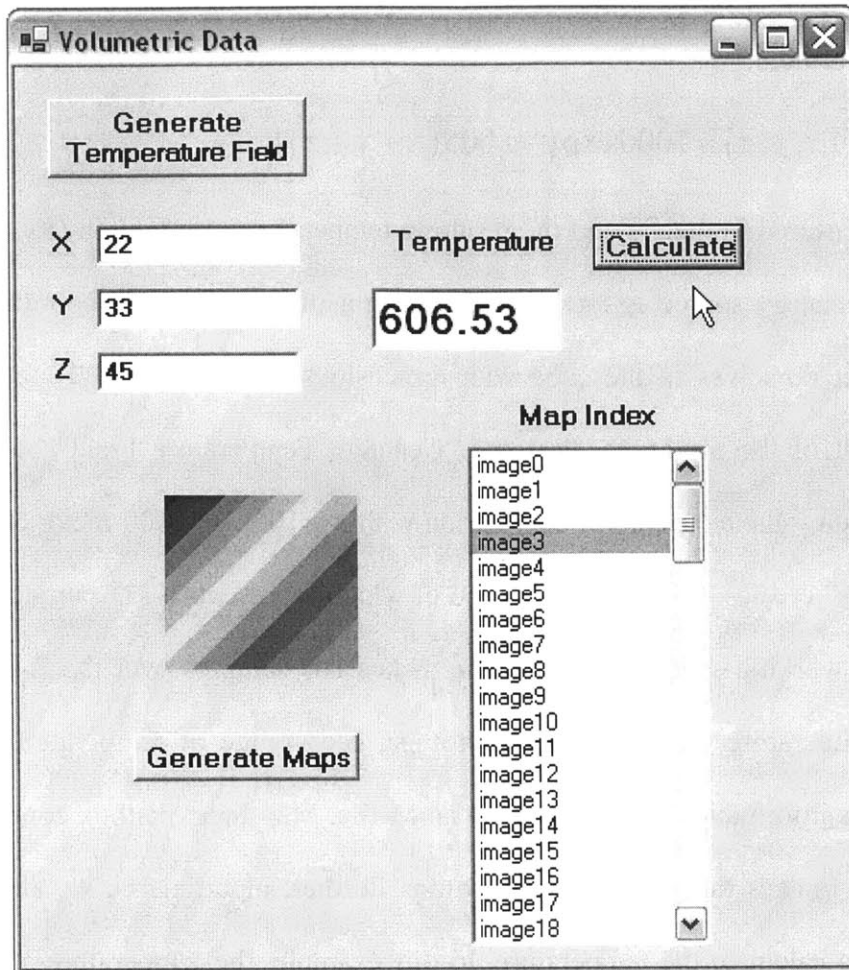 Volumetric Data
Generate
Temperature Field
X 22
Temperature
Calculate
Y 33
606.53
Z 45
Map Index
image0
image1
image2
image3
image4
image5
image6
image7
image8
image9
image10
image11
image12
image13
image14
image15
image16
image17
image18
Generate Maps